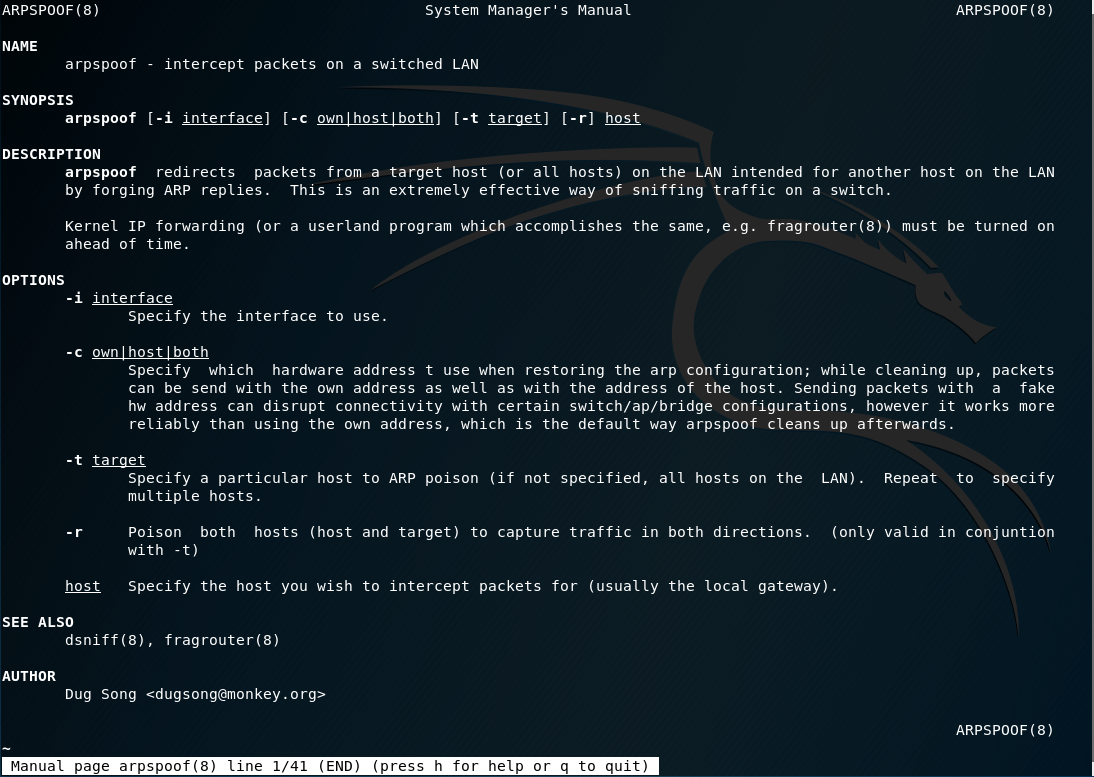 ARPSPOOF(8) System Manager's Manual ARPSPOOF(8)
NAME
arpspoof - intercept packets on a switched LAN
SYNOPSIS
arpspoof [-i interface] [-c own|host|both] [-t target] [-r] host
DESCRIPTION
arpspoof redirects packets from a target host (or all hosts) on the LAN intended for another host on the LAN
by forging ARP replies. This is an extremely effective way of sniffing traffic on a switch.
Kernel IP forwarding (or a userland program which accomplishes the same, e.g. fragrouter(8)) must be turned on
ahead of time.
OPTIONS
-i interface
Specify the interface to use.
-c own|host|both
Specify which hardware address t use when restoring the arp configuration; while cleaning up, packets
can be send with the own address as well as with the address of the host. Sending packets with a fake
hw address can disrupt connectivity with certain switch/ap/bridge configurations, however it works more
reliably than using the own address, which is the default way arpspoof cleans up afterwards.
-t target
Specify a particular host to ARP poison (if not specified, all hosts on the LAN). Repeat to specify
multiple hosts.
-r Poison both hosts (host and target) to capture traffic in both directions. (only valid in conjuntion
with -t)
host Specify the host you wish to intercept packets for (usually the local gateway).
SEE ALSO
dsniff(8), fragrouter(8)
AUTHOR
Dug Song <dugsong@monkey.org>
ARPSPOOF(8)
~
Manual page arpspoof(8) line 1/41 (END) (press h for help or q to quit)